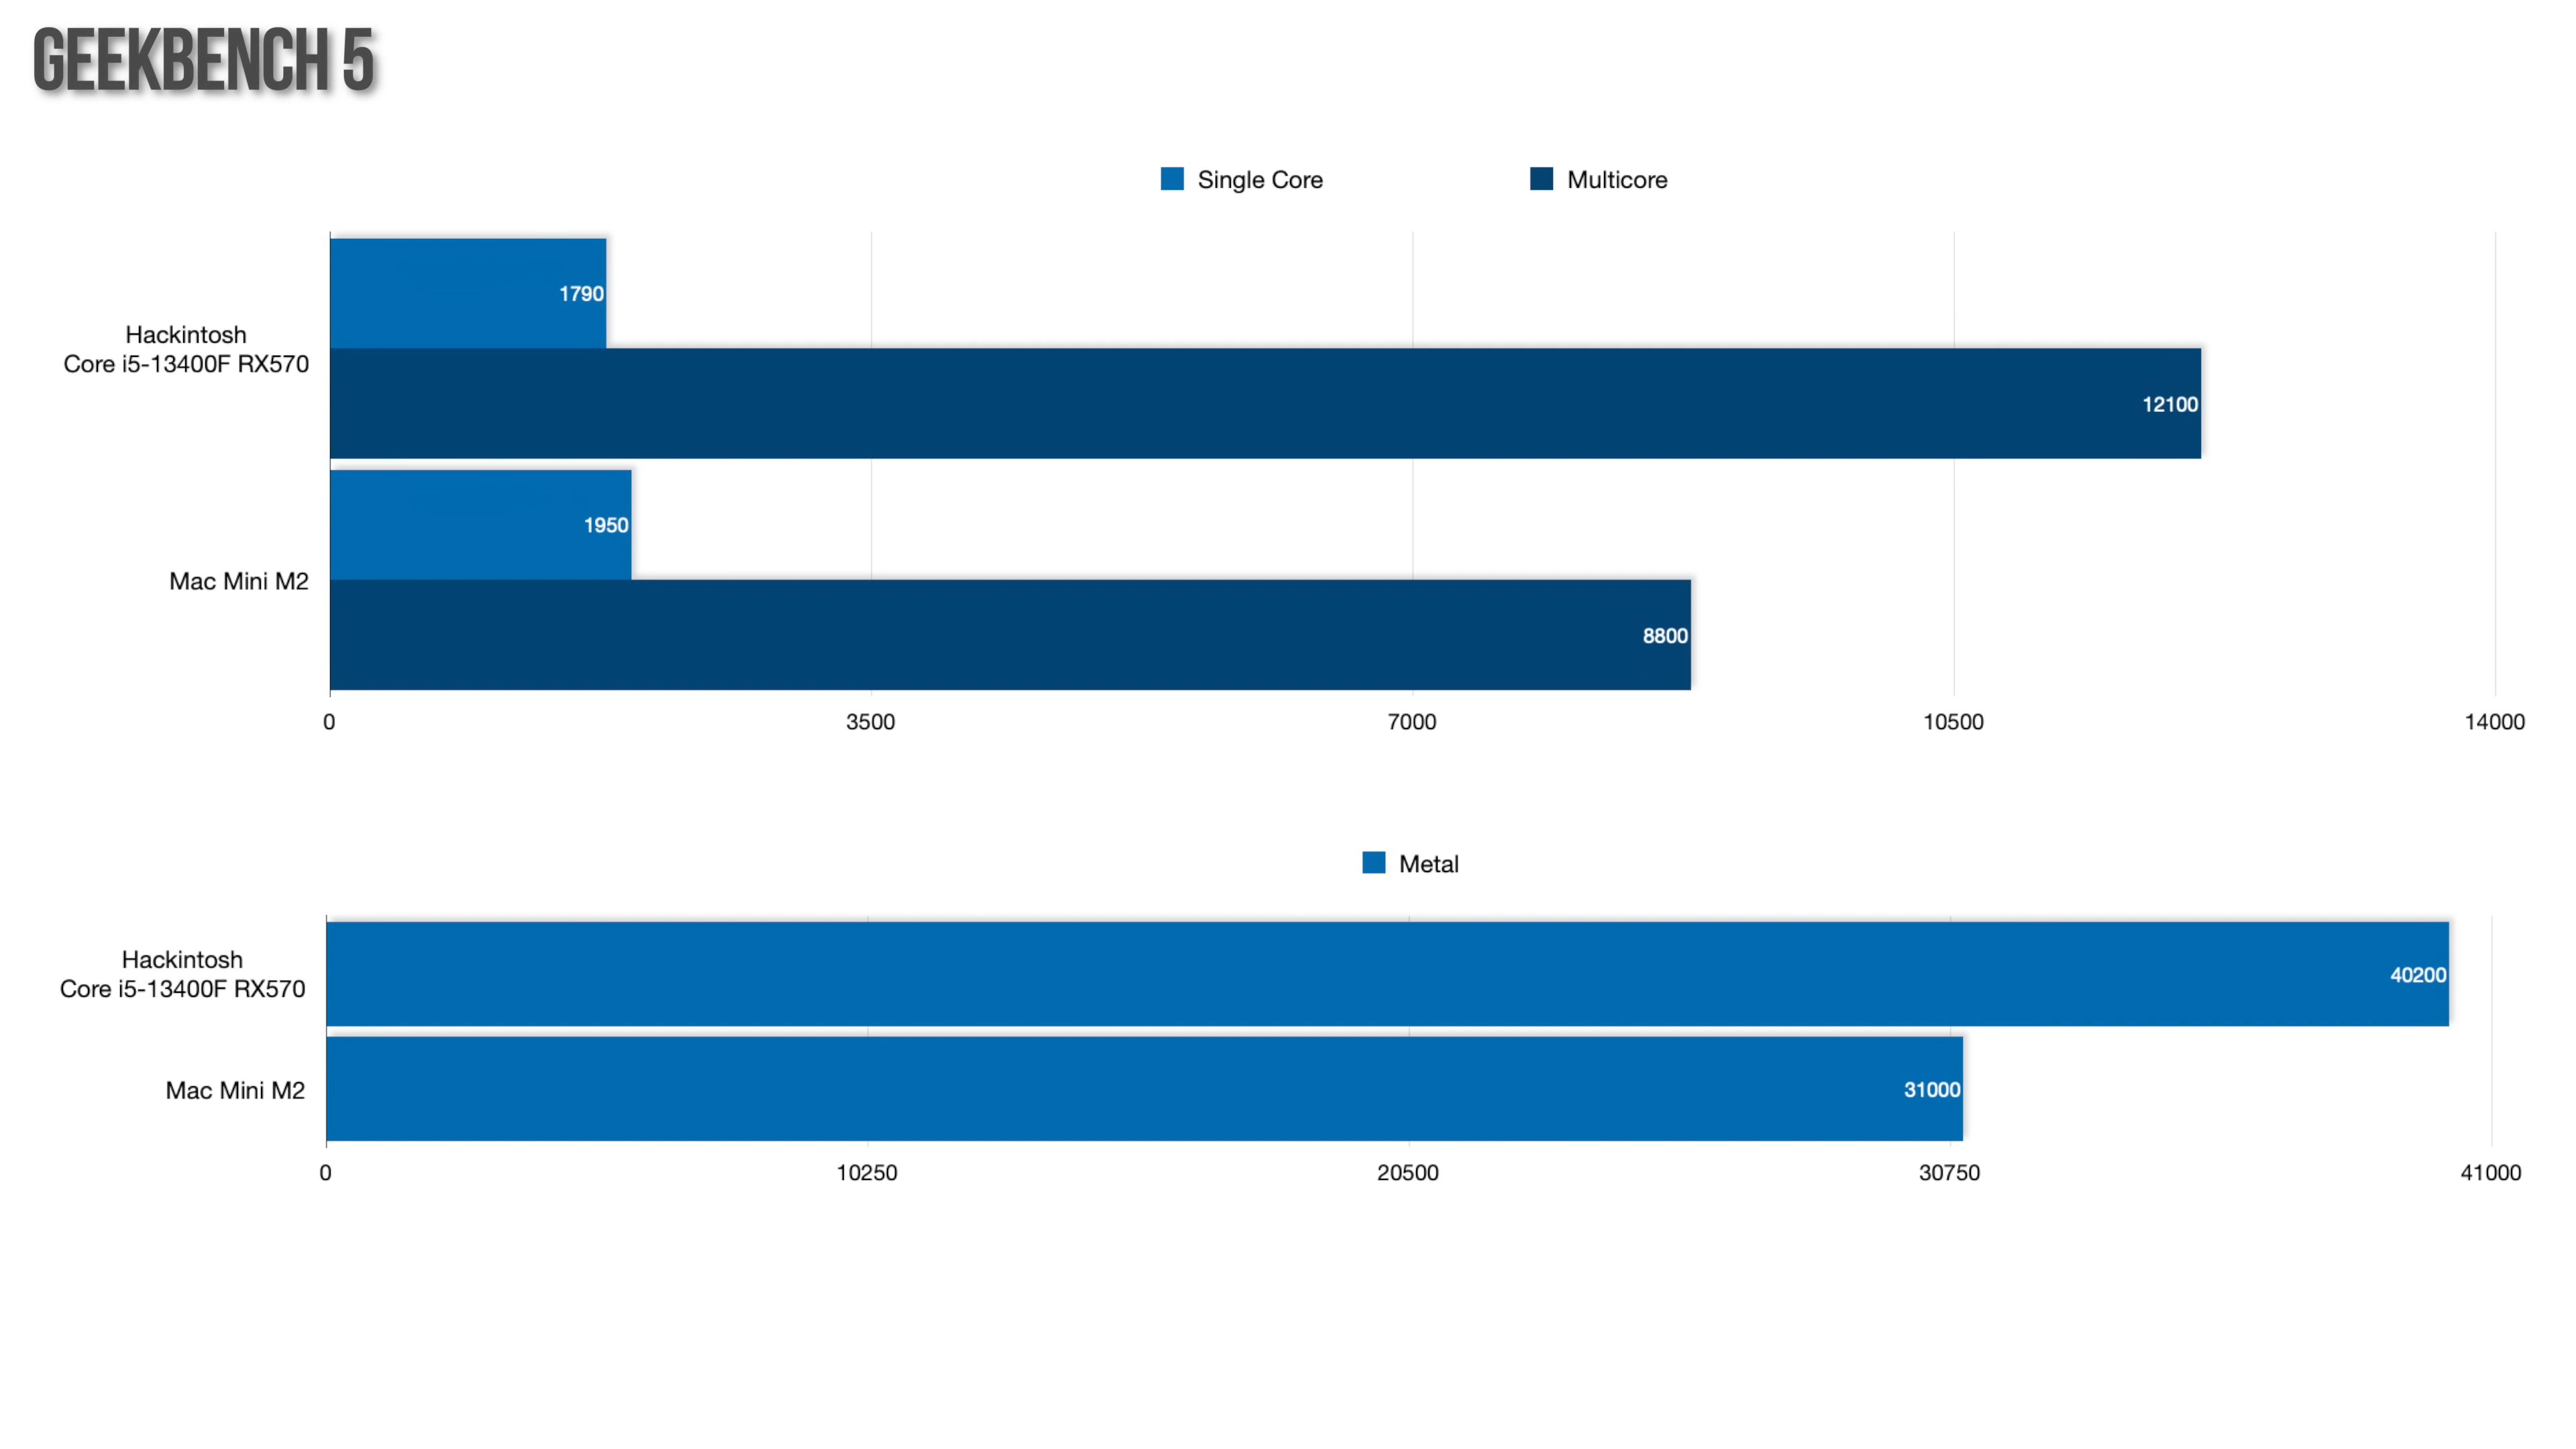 GEEKBENCH 5
Single Core
Multicore
1790
Hackintosh
Core i5-13400F RX570
12100
1950
Mac Mini M2
8800
0
3500
7000
10500
14000
Metal
Hackintosh
Core i5-13400F RX570
40200
Mac Mini M2
31000
0
10250
20500
30750
41000